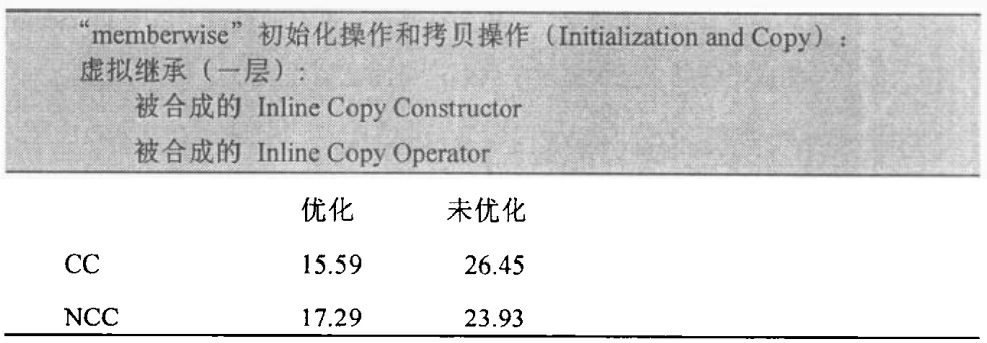 “memberwise”初始化操作和拷贝操作（Initialization and Copy）：
虚拟继承（一层）：
被合成的 Inline Copy Constructor
被合成的 Inline Copy Operator
优化 未优化
CC 15.59 26.45
NCC 17.29 23.93